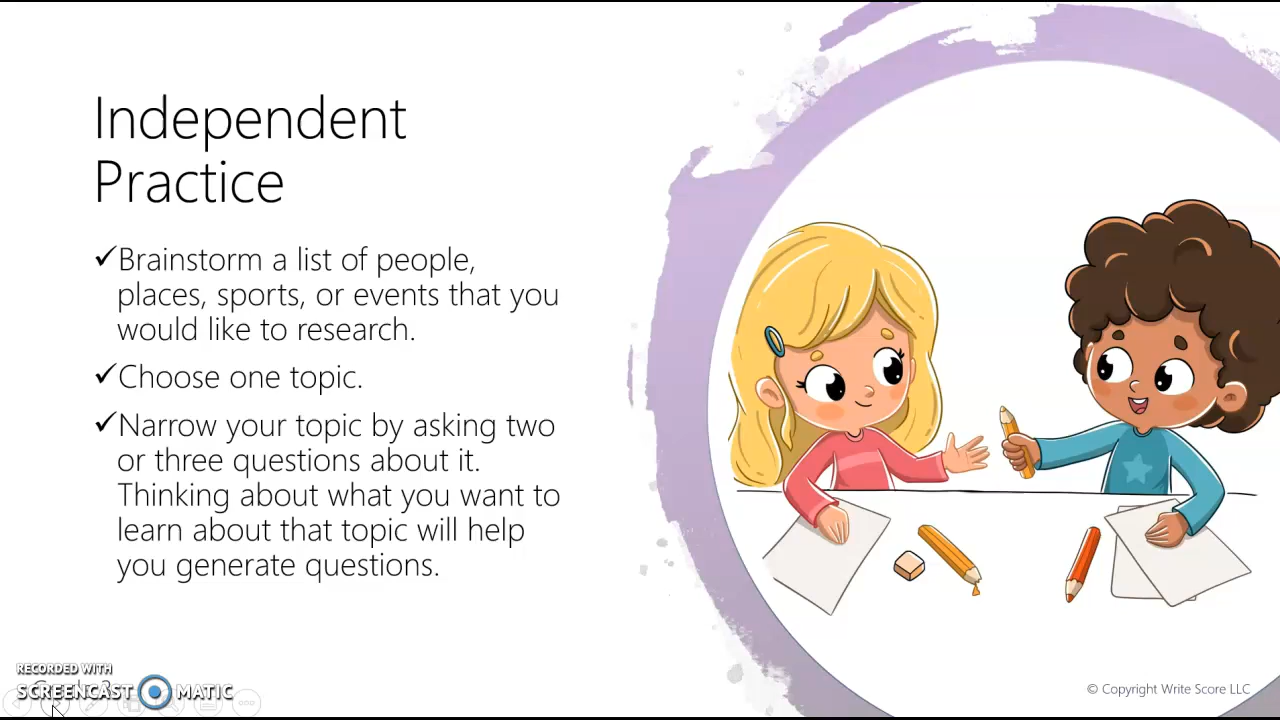 Independent
Practice
✓Brainstorm a list of people,
places, sports, or events that you
would like to research.
✓Choose one topic.
✓Narrow your topic by asking two
or three questions about it.
Thinking about what you want to
learn about that topic will help
you generate questions.
RECORDED WITH
SCREENCAST MATIC
© Copyright Write Score LLC